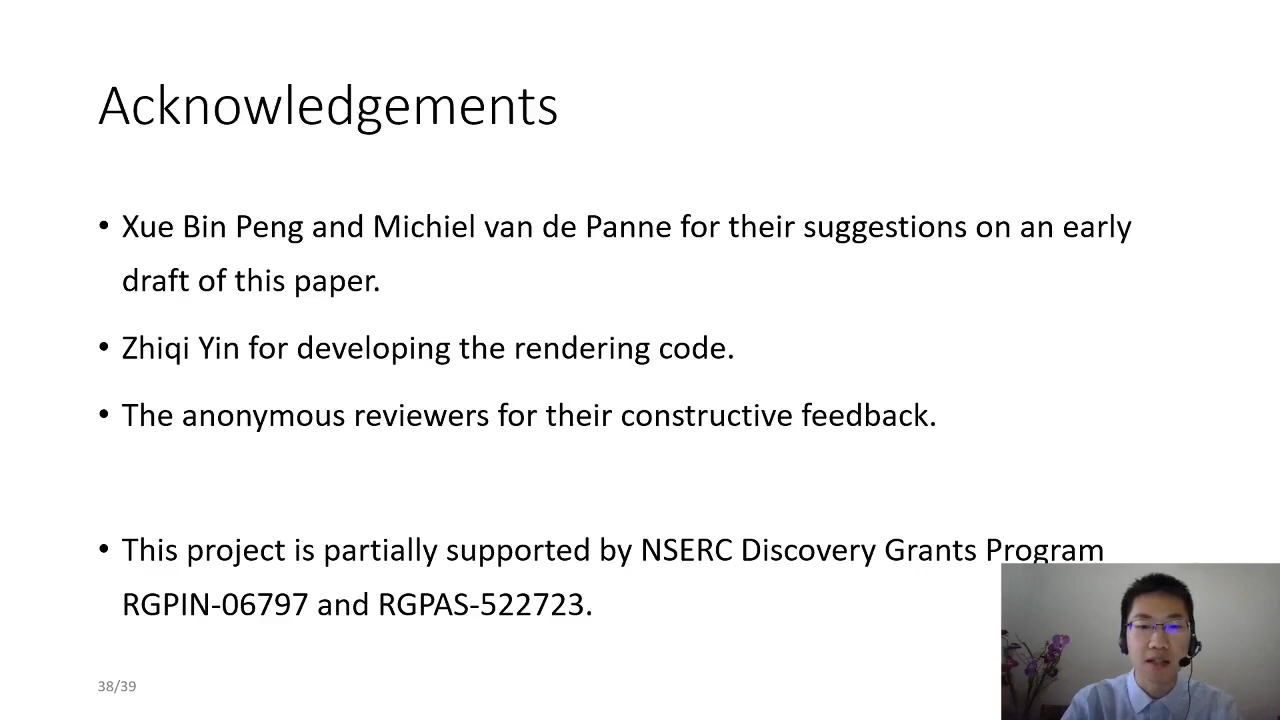 Acknowledgements
• Xue Bin Peng and Michiel van de Panne for their suggestions on an early
draft of this paper.
• Zhiqi Yin for developing the rendering code.
• The anonymous reviewers for their constructive feedback.
• This project is partially supported by NSERC Discovery Grants Program
RGPIN-06797 and RGPAS-522723.
38/39